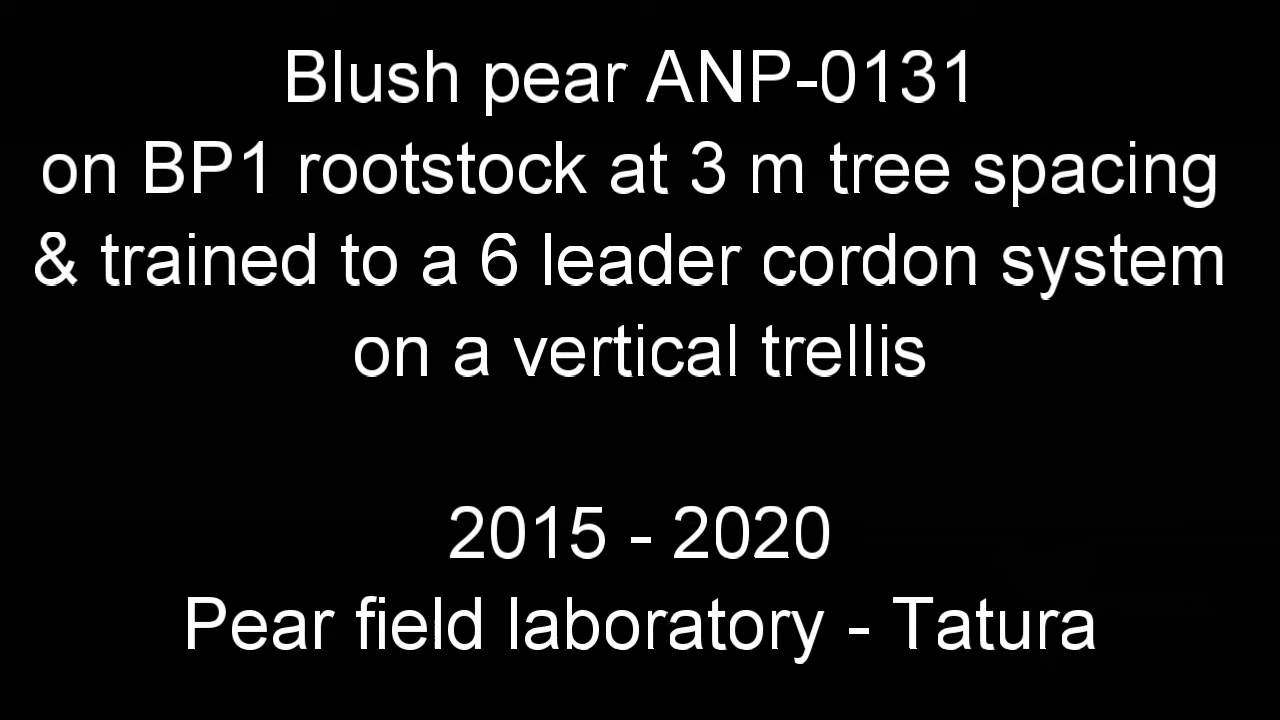 Blush pear ANP-0131
on BP1 rootstock at 3 m tree spacing
& trained to a 6 leader cordon system
on a vertical trellis
2015 - 2020
Pear field laboratory - Tatura